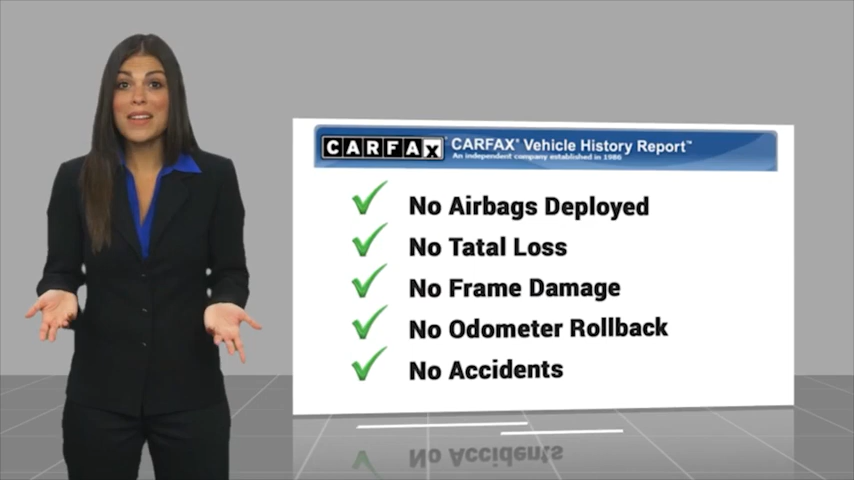 CARFAX CARFAX® Vehicle History Report™
An independent company established in 1986
No Airbags Deployed
No Tatal Loss
No Frame Damage
No Odometer Rollback
No Accidents
No Accidents